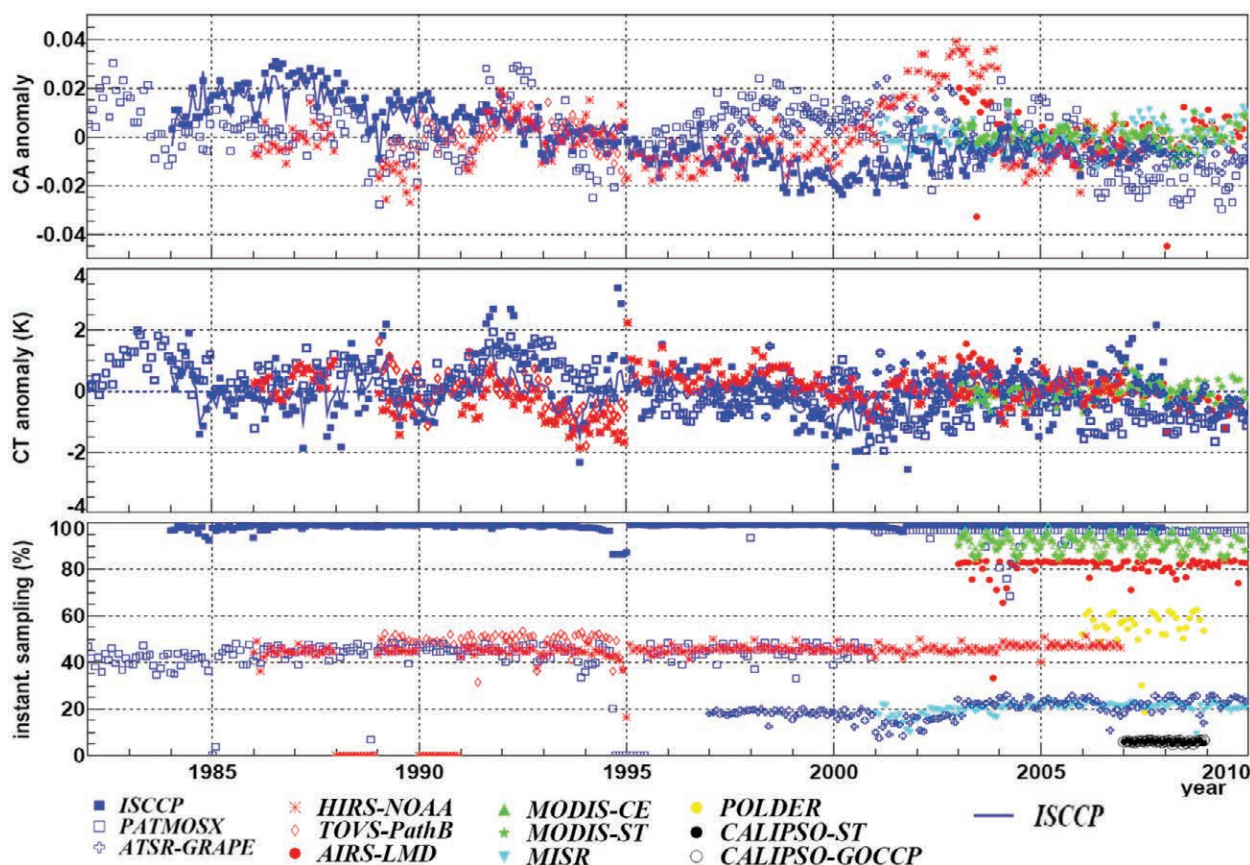 CA anomaly
0.04
0.02
0
-0.02
-0.04
CT anomaly (K)
4
2
0
-2
-4
instant. sampling (%)
100
80
60
40
20
0
1985 1990 1995 2000 2005 2010
year
ISCCP HIRS-NOAA MODIS-CE POLDER ISCCP
PATMOSX TOVS-PathB MODIS-ST CALIPSO-ST
ATSR-GRAPE AIRS-LMD MISR CALIPSO-GOCCP